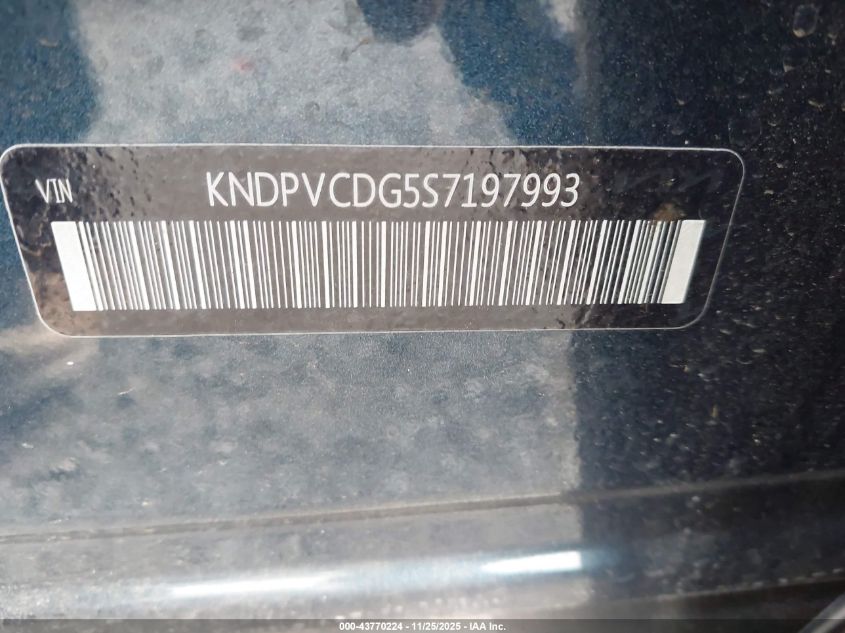 VIN
KNDPVCDG5S7197993
000-43770224 - 11/25/2025 - IAA Inc.